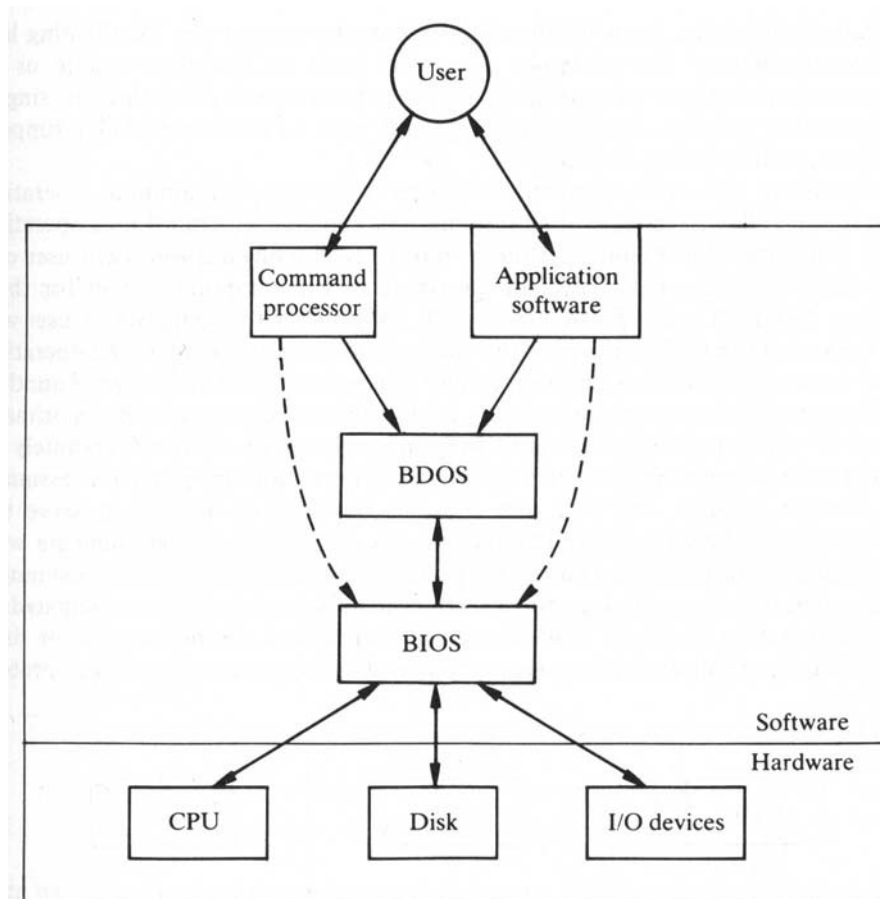 User
Command
processor
Application
software
BDOS
BIOS
Software
Hardware
CPU
Disk
I/O devices